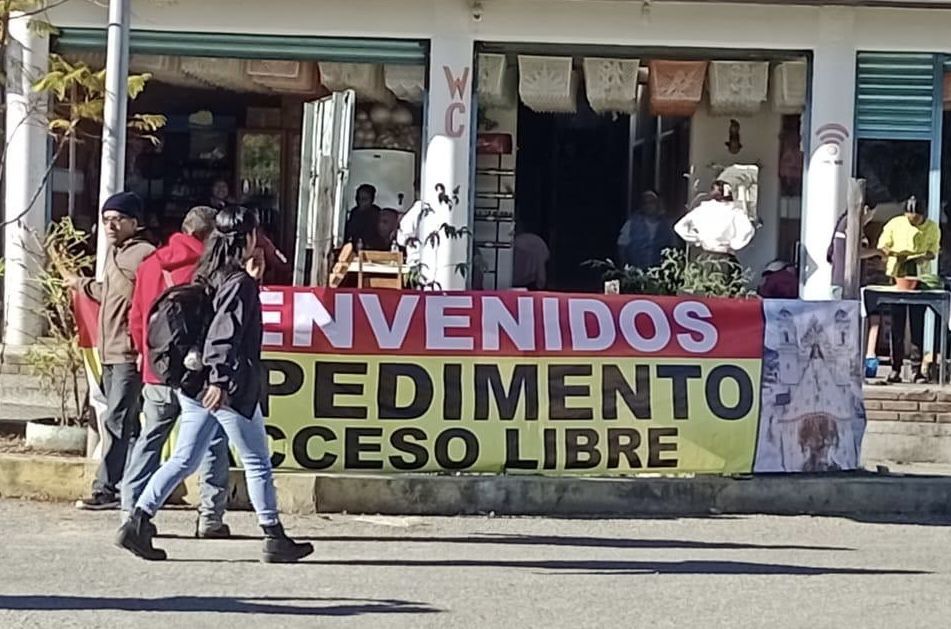 WC
ENVENIDOS
PEDIMENTO
CCESO LIBRE